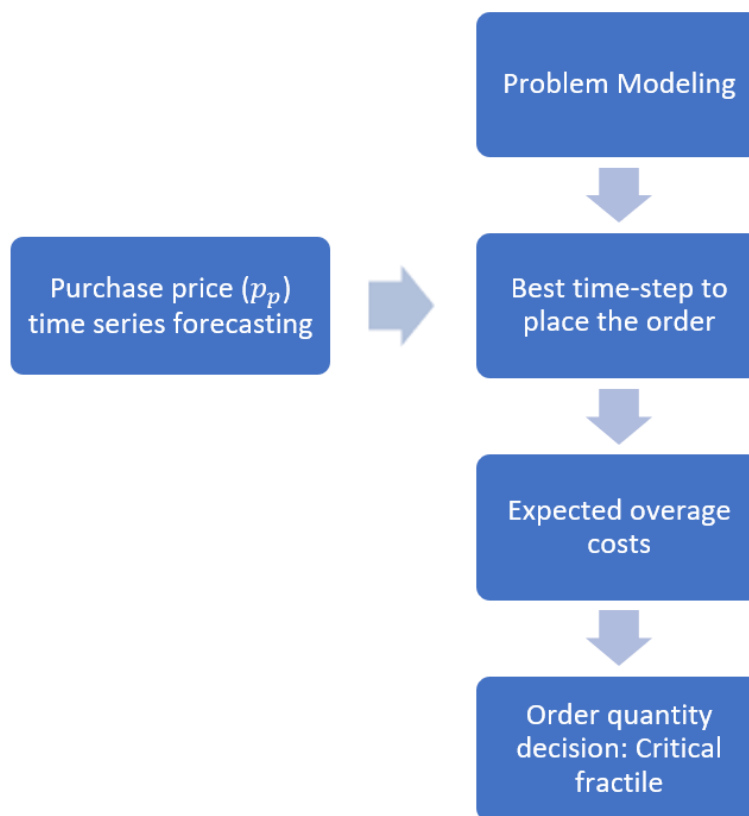 Problem Modeling
Purchase price (pₚ)
time series forecasting
Best time-step to
place the order
Expected overage
costs
Order quantity
decision: Critical
fractile